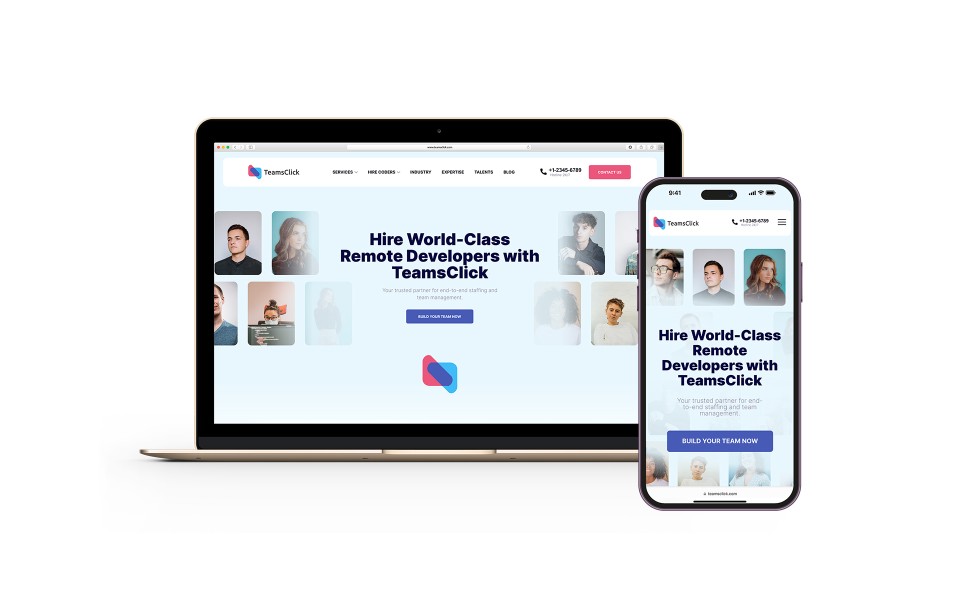 www.teamsclick.com
TeamsClick
SERVICES
HIRE CODERS
INDUSTRY
EXPERTISE
TALENTS
BLOG
+1-2345-6789
CONTACT US
Hire World-Class
Remote Developers with
TeamsClick
Your trusted partner for end-to-end staffing and
team management.
BUILD YOUR TEAM NOW
9:41
TeamsClick
+1-2345-6789
Hire World-Class
Remote
Developers with
TeamsClick
Your trusted partner for end-
to-end staffing and team
management.
BUILD YOUR TEAM NOW
teamsclick.com